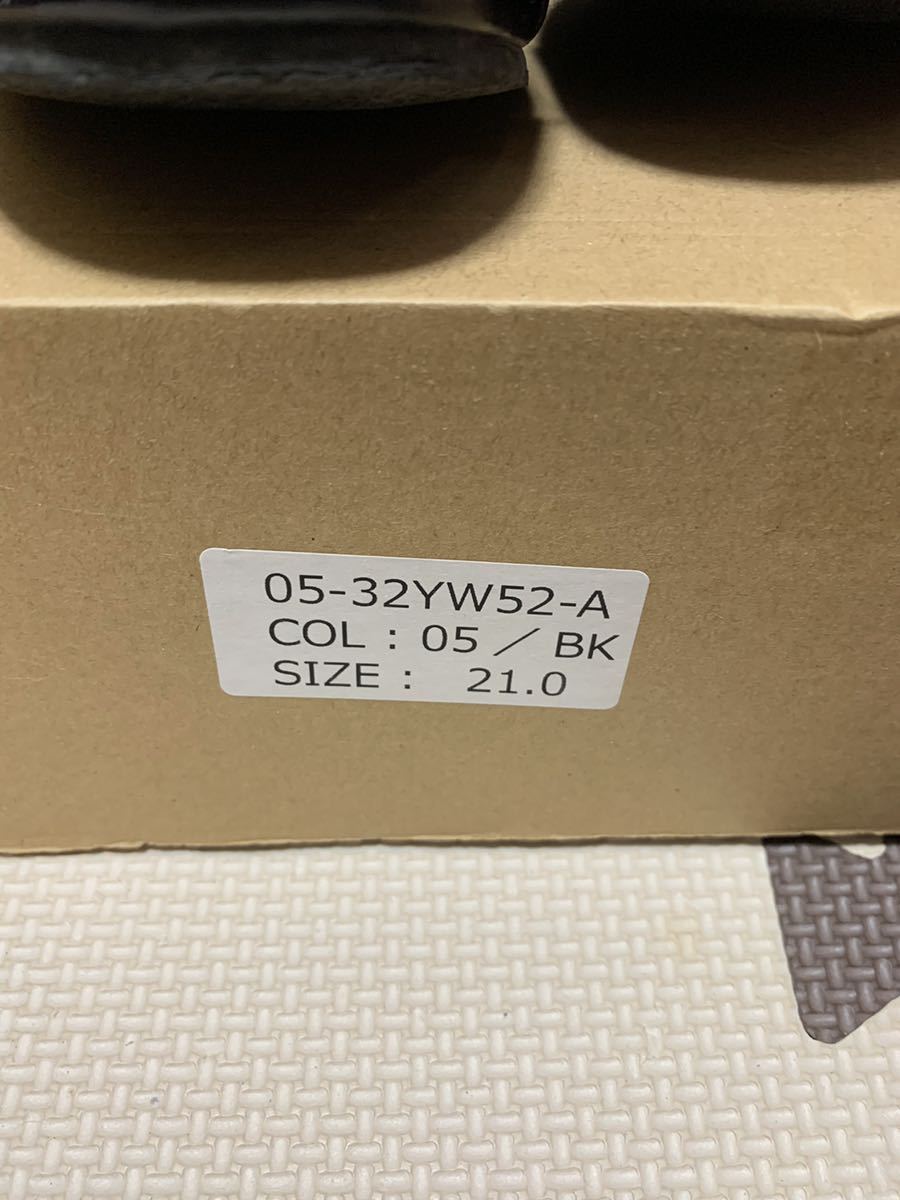 05-32YW52-A
COL : 05 ／ BK
SIZE : 21.0